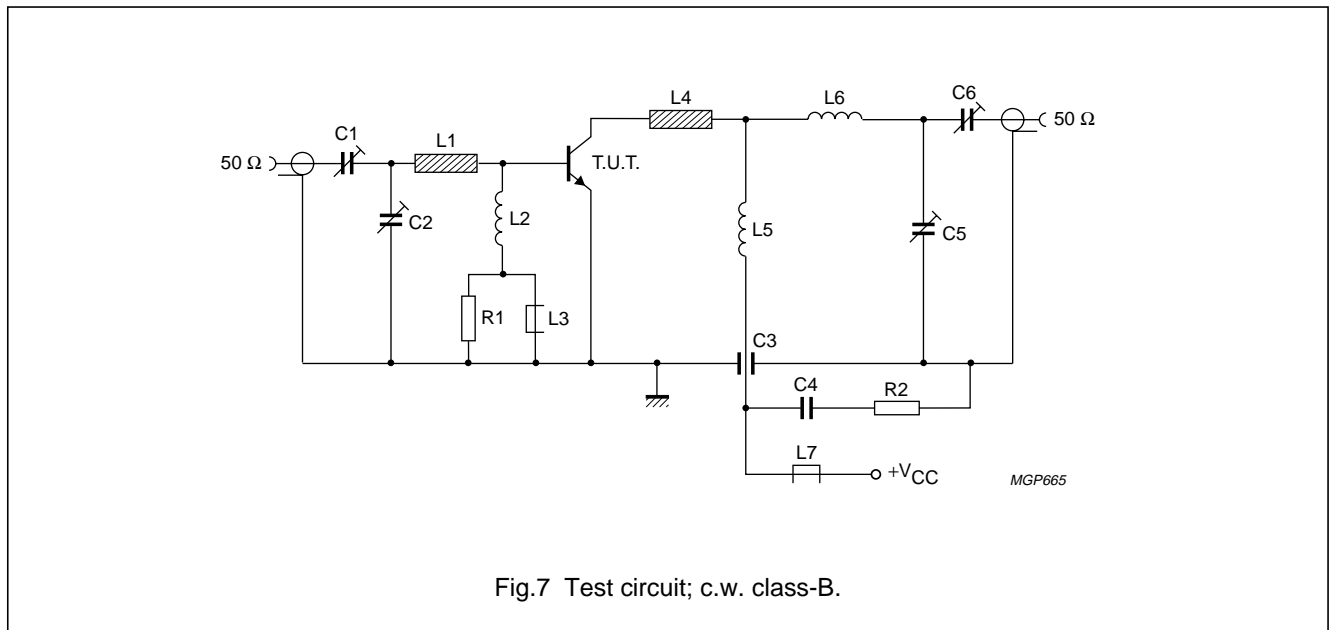 L4
L6
C6
50 Ω
C1
L1
50 Ω
T.U.T.
C2
L2
L5
C5
R1
L3
C3
C4
R2
L7
+VCC
MGP665
Fig.7 Test circuit; c.w. class-B.